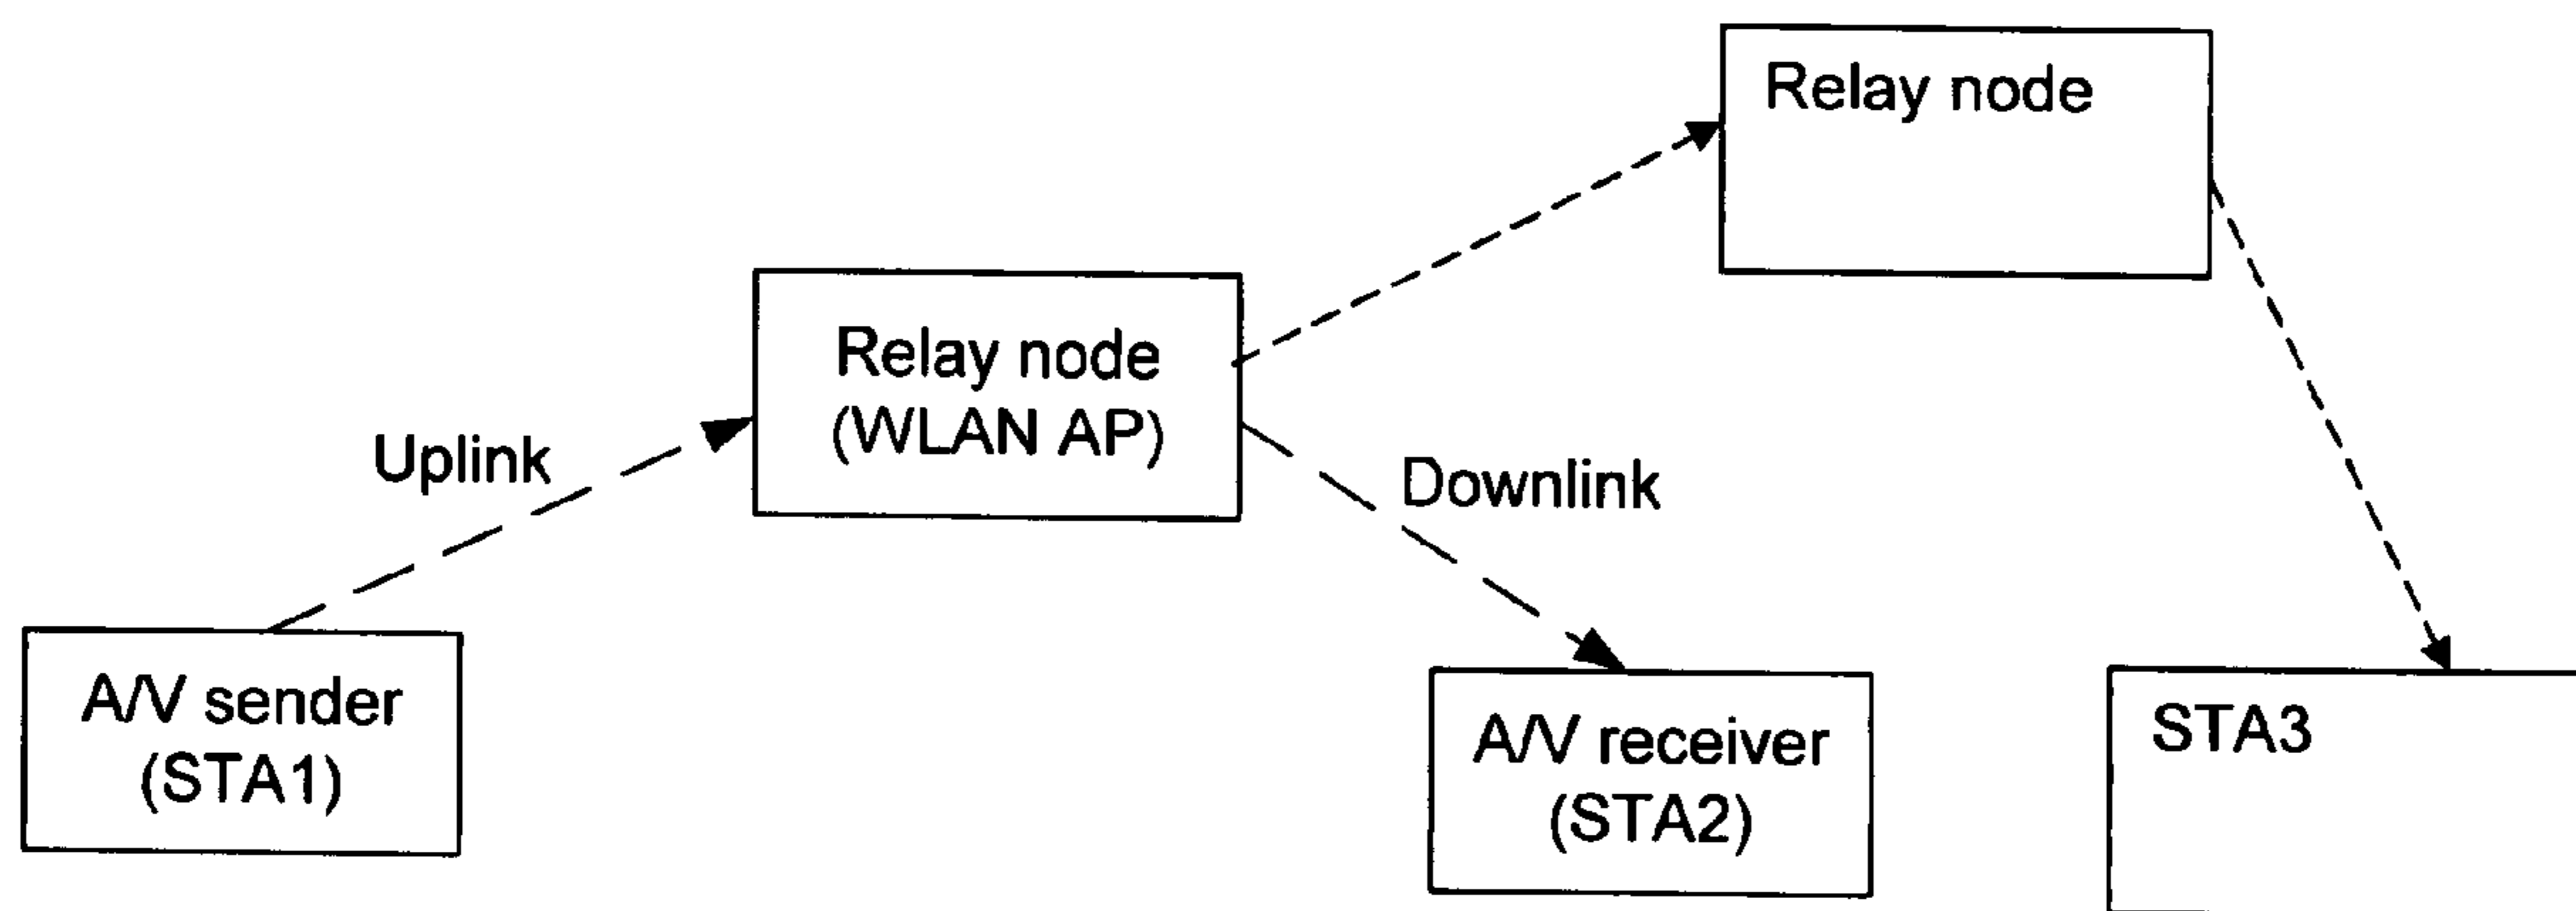 Relay node
Relay node
(WLAN AP)
Uplink
Downlink
A/V sender
(STA1)
A/V receiver
(STA2)
STA3